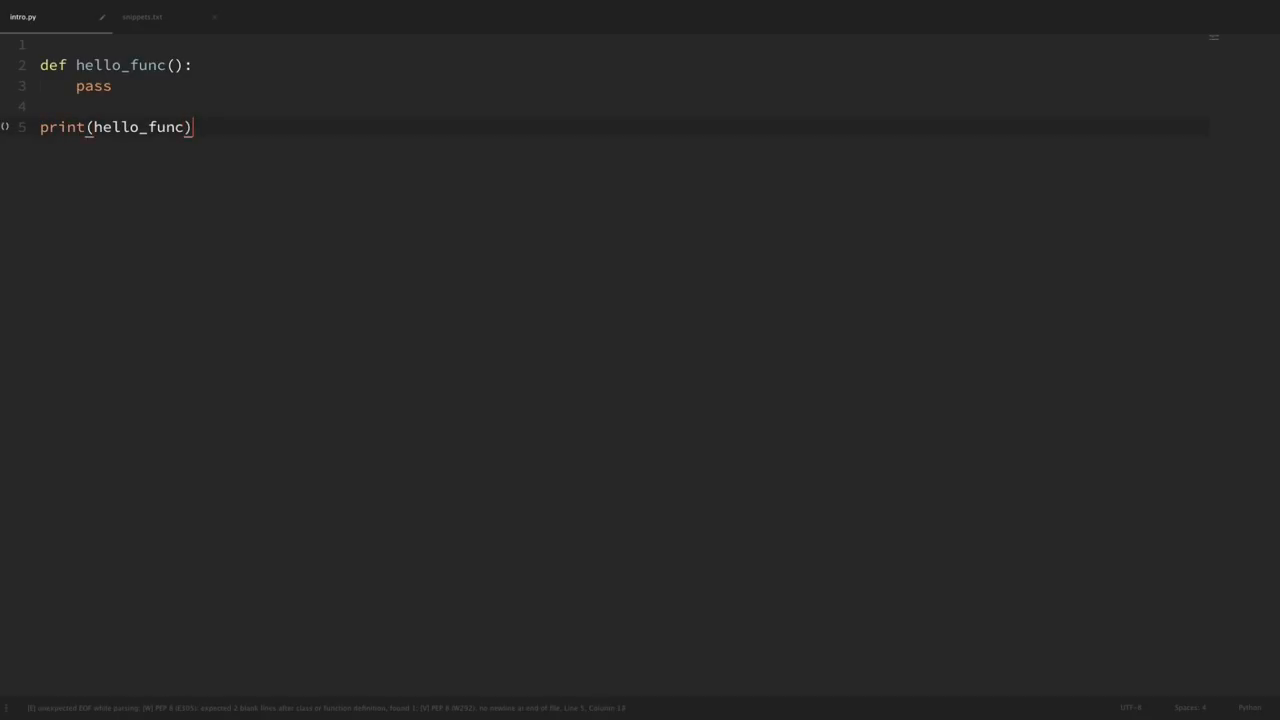 intro.py
snippets.txt
1
2 def hello_func():
3     pass
4
5 print(hello_func)
[E] unexpected EOF while parsing; [W] PEP 8 (E305): expected 2 blank lines after class or function definition, found 1; [V] PEP 8 (W292): no newline at end of file, Line 5, Column 18
UTF-8
Spaces: 4
Python